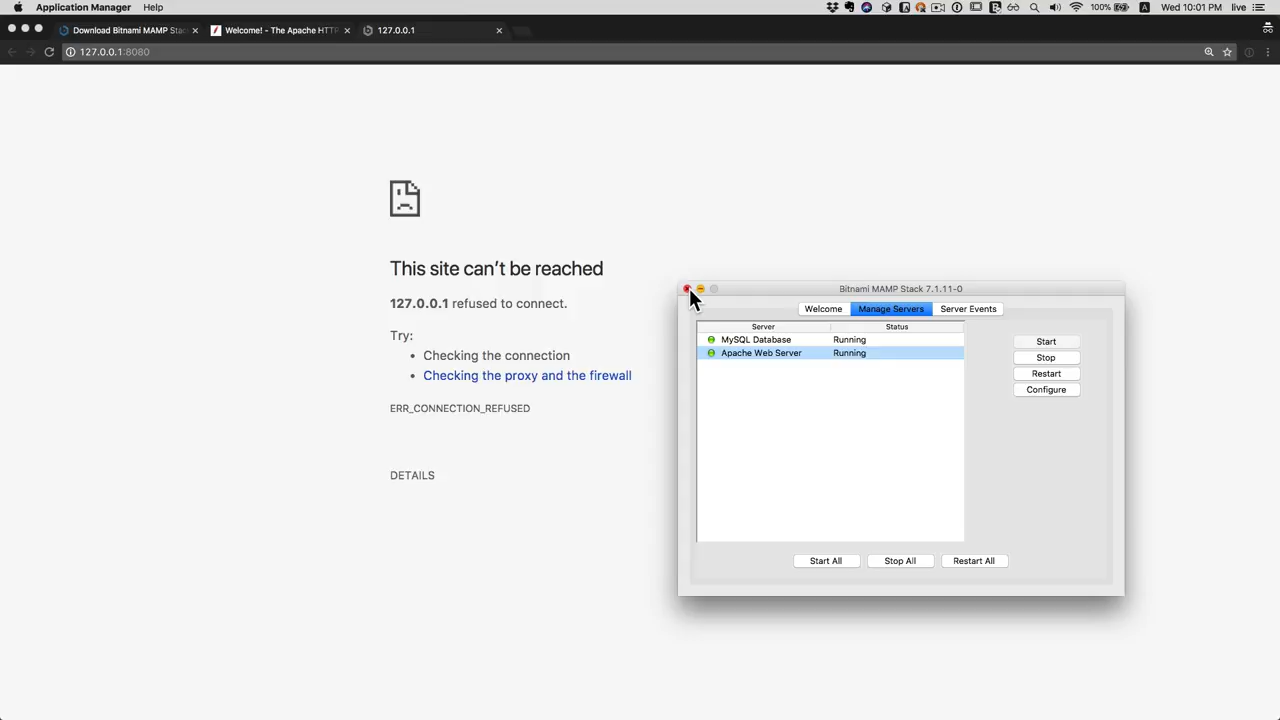 Application Manager Help 100% A Wed 10:01 PM live
Download Bitnami MAMP Stac Welcome! - The Apache HTTP 127.0.0.1
127.0.0.1:8080
This site can't be reached
127.0.0.1 refused to connect.
Try:
• Checking the connection
• Checking the proxy and the firewall
ERR_CONNECTION_REFUSED
DETAILS
Bitnami MAMP Stack 7.1.11-0
Welcome Manage Servers Server Events
Server Status
MySQL Database Running
Apache Web Server Running
Start
Stop
Restart
Configure
Start All Stop All Restart All